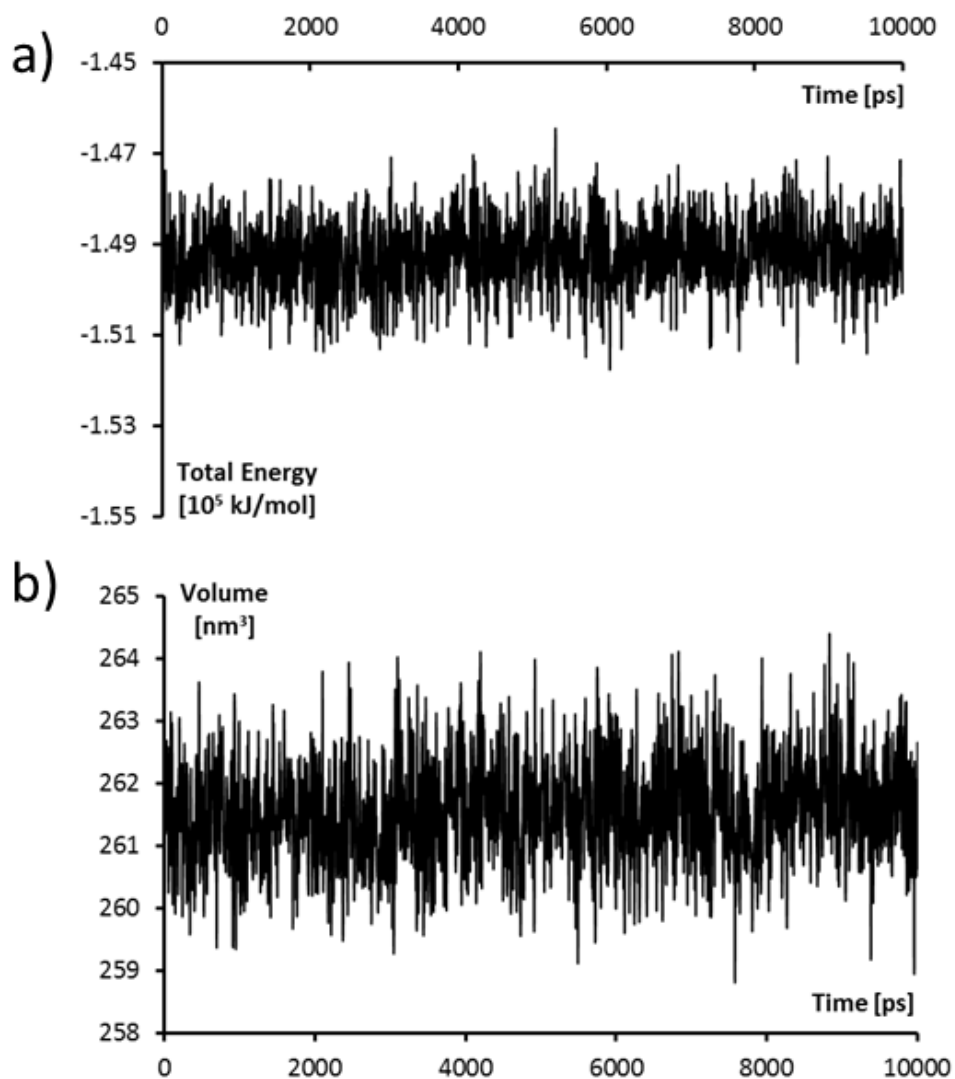 a)
0 2000 4000 6000 8000 10000
-1.45
Time [ps]
-1.47
-1.49
-1.51
-1.53
Total Energy
[10⁵ kJ/mol]
-1.55
b)
265
Volume
[nm³]
264
263
262
261
260
259
Time [ps]
258
0 2000 4000 6000 8000 10000